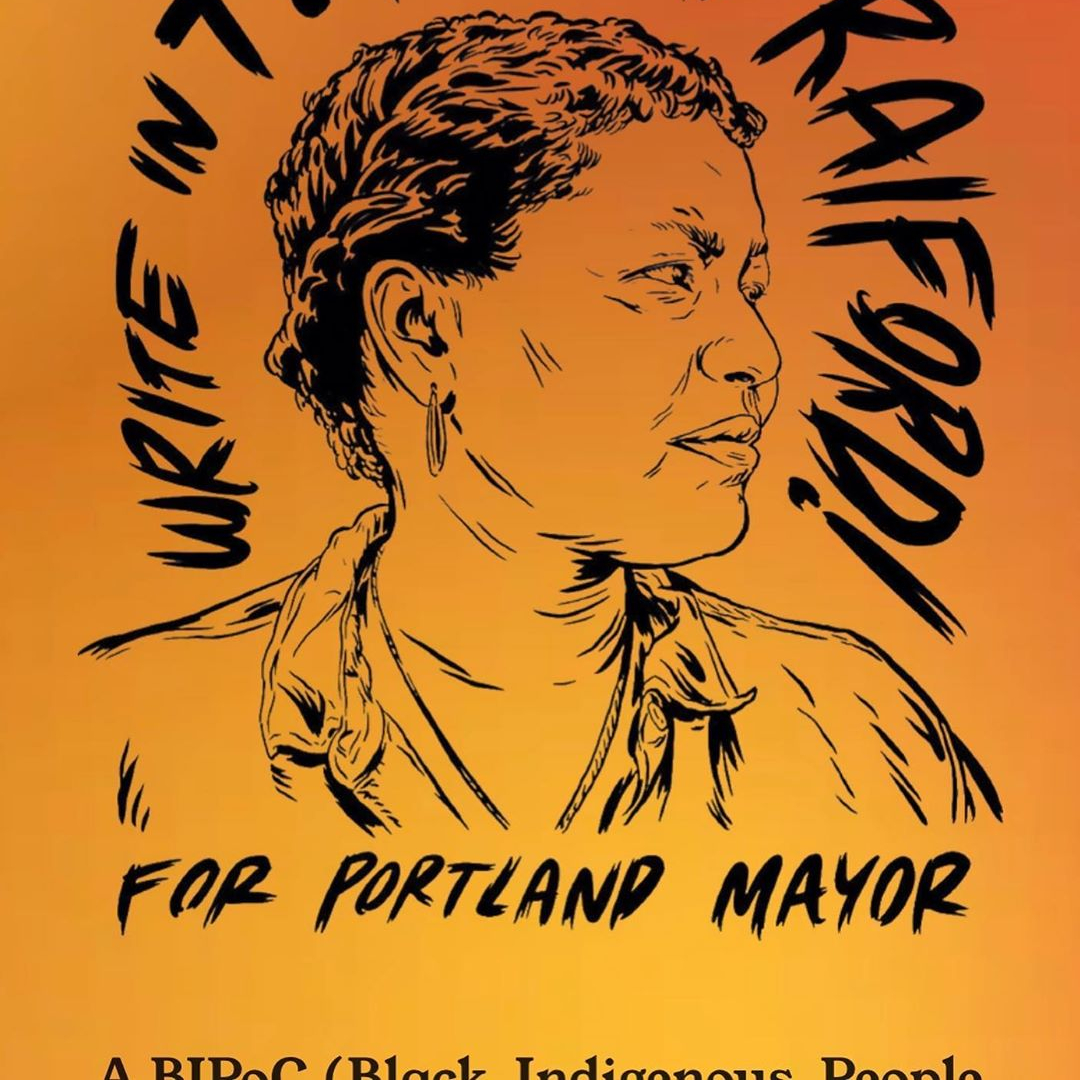 WRITE IN
RAIFORD!
FOR PORTLAND MAYOR
A BIPoC (Black, Indigenous, People